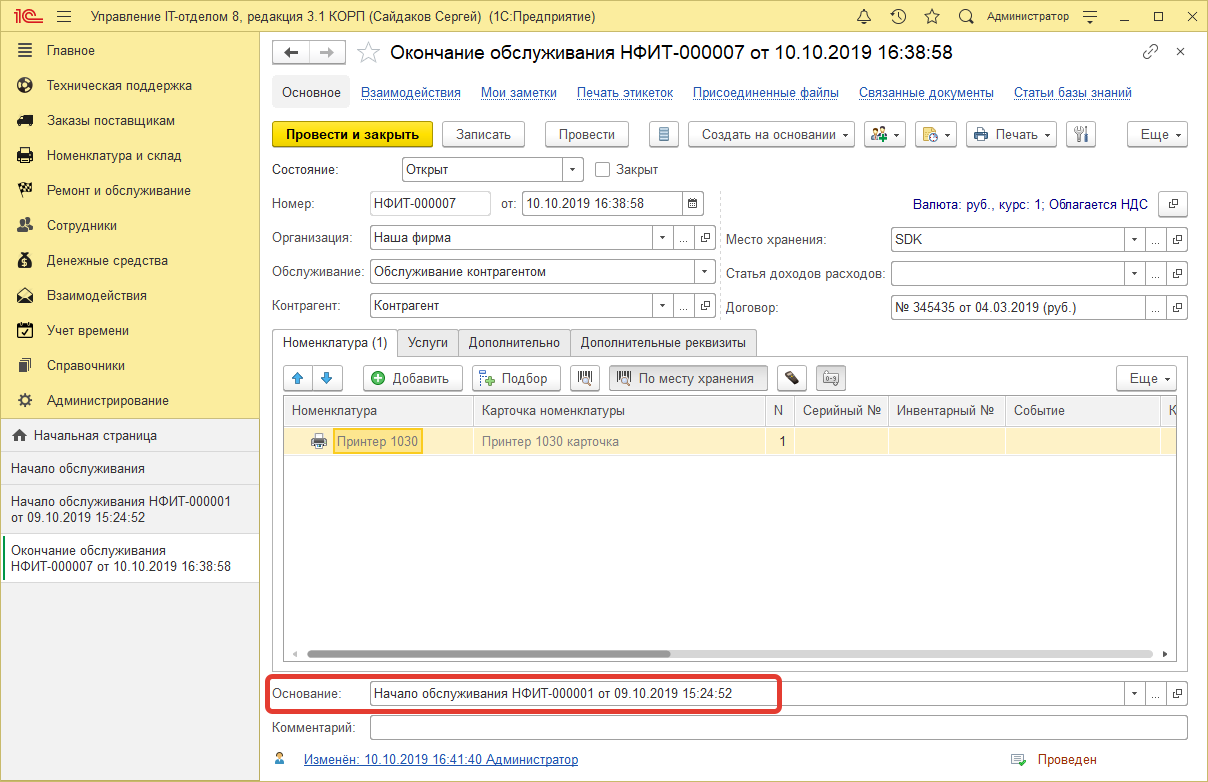 1С Управление IT-отделом 8, редакция 3.1 КОРП (Сайдаков Сергей) (1С:Предприятие) Администратор
Главное
Техническая поддержка
Заказы поставщикам
Номенклатура и склад
Ремонт и обслуживание
Сотрудники
Денежные средства
Взаимодействия
Учет времени
Справочники
Администрирование
Начальная страница
Начало обслуживания
Начало обслуживания НФИТ-000001
от 09.10.2019 15:24:52
Окончание обслуживания
НФИТ-000007 от 10.10.2019 16:38:58
Окончание обслуживания НФИТ-000007 от 10.10.2019 16:38:58
Основное Взаимодействия Мои заметки Печать этикеток Присоединенные файлы Связанные документы Статьи базы знаний
Провести и закрыть Записать Провести Создать на основании Печать Еще
Состояние: Открыт Закрыт
Номер: НФИТ-000007 от: 10.10.2019 16:38:58 Валюта: руб., курс: 1; Облагается НДС
Организация: Наша фирма ... Место хранения: SDK ...
Обслуживание: Обслуживание контрагентом Статья доходов расходов: ...
Контрагент: Контрагент ... Договор: № 345435 от 04.03.2019 (руб.) ...
Номенклатура (1) Услуги Дополнительно Дополнительные реквизиты
Добавить Подбор По месту хранения Еще
Номенклатура Карточка номенклатуры N Серийный № Инвентарный № Событие К
Принтер 1030 Принтер 1030 карточка 1
Основание: Начало обслуживания НФИТ-000001 от 09.10.2019 15:24:52 ...
Комментарий:
Изменён: 10.10.2019 16:41:40 Администратор Проведен